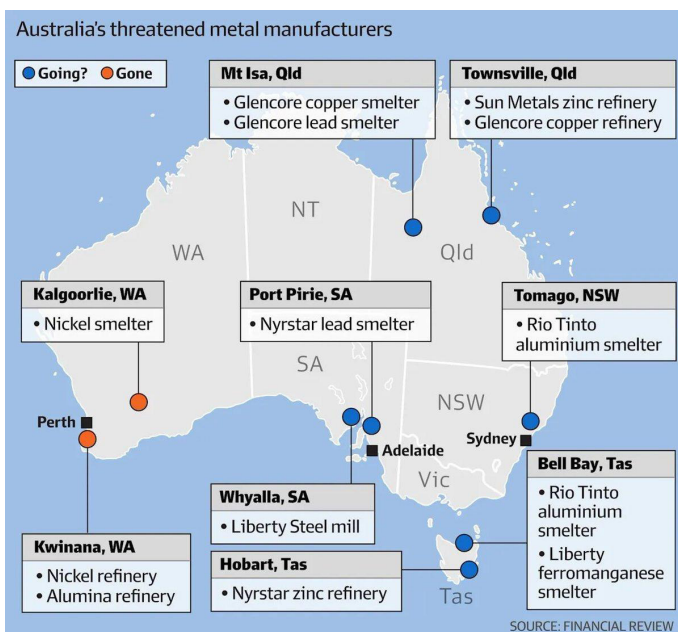 Australia's threatened metal manufacturers
Going? Gone
Mt Isa, Qld
• Glencore copper smelter
• Glencore lead smelter
Townsville, Qld
• Sun Metals zinc refinery
• Glencore copper refinery
NT
WA
Qld
Kalgoorlie, WA
• Nickel smelter
Port Pirie, SA
• Nyrstar lead smelter
Tomago, NSW
• Rio Tinto
aluminium smelter
SA
NSW
Perth
Adelaide
Sydney
Vic
Whyalla, SA
• Liberty Steel mill
Bell Bay, Tas
• Rio Tinto
aluminium
smelter
• Liberty
ferromanganese
smelter
Kwinana, WA
• Nickel refinery
• Alumina refinery
Hobart, Tas
• Nyrstar zinc refinery
Tas
SOURCE: FINANCIAL REVIEW